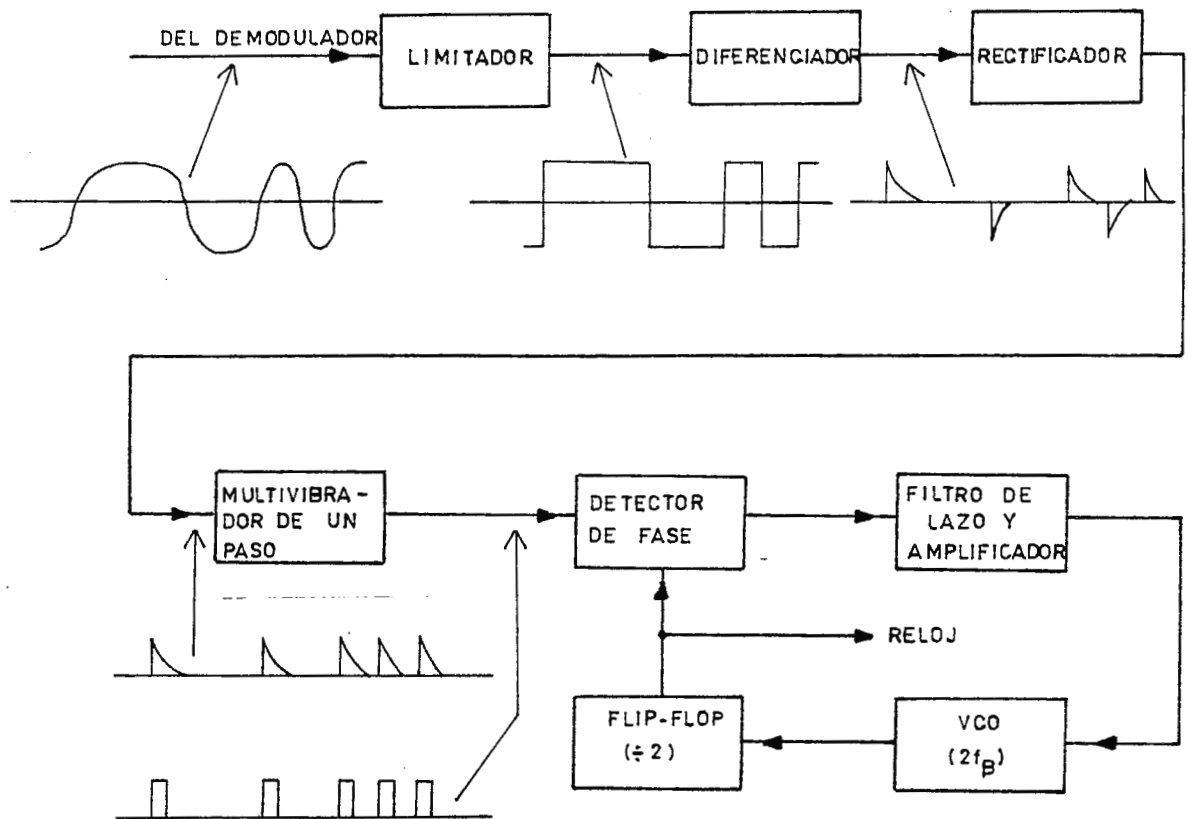 DEL DEMODULADOR
LIMITADOR
DIFERENCIADOR
RECTIFICADOR
MULTIVIBRA-
DOR DE UN
PASO
DETECTOR
DE FASE
FILTRO DE
LAZO Y
AMPLIFICADOR
RELOJ
FLIP-FLOP
(÷2)
VCO
(2fB)